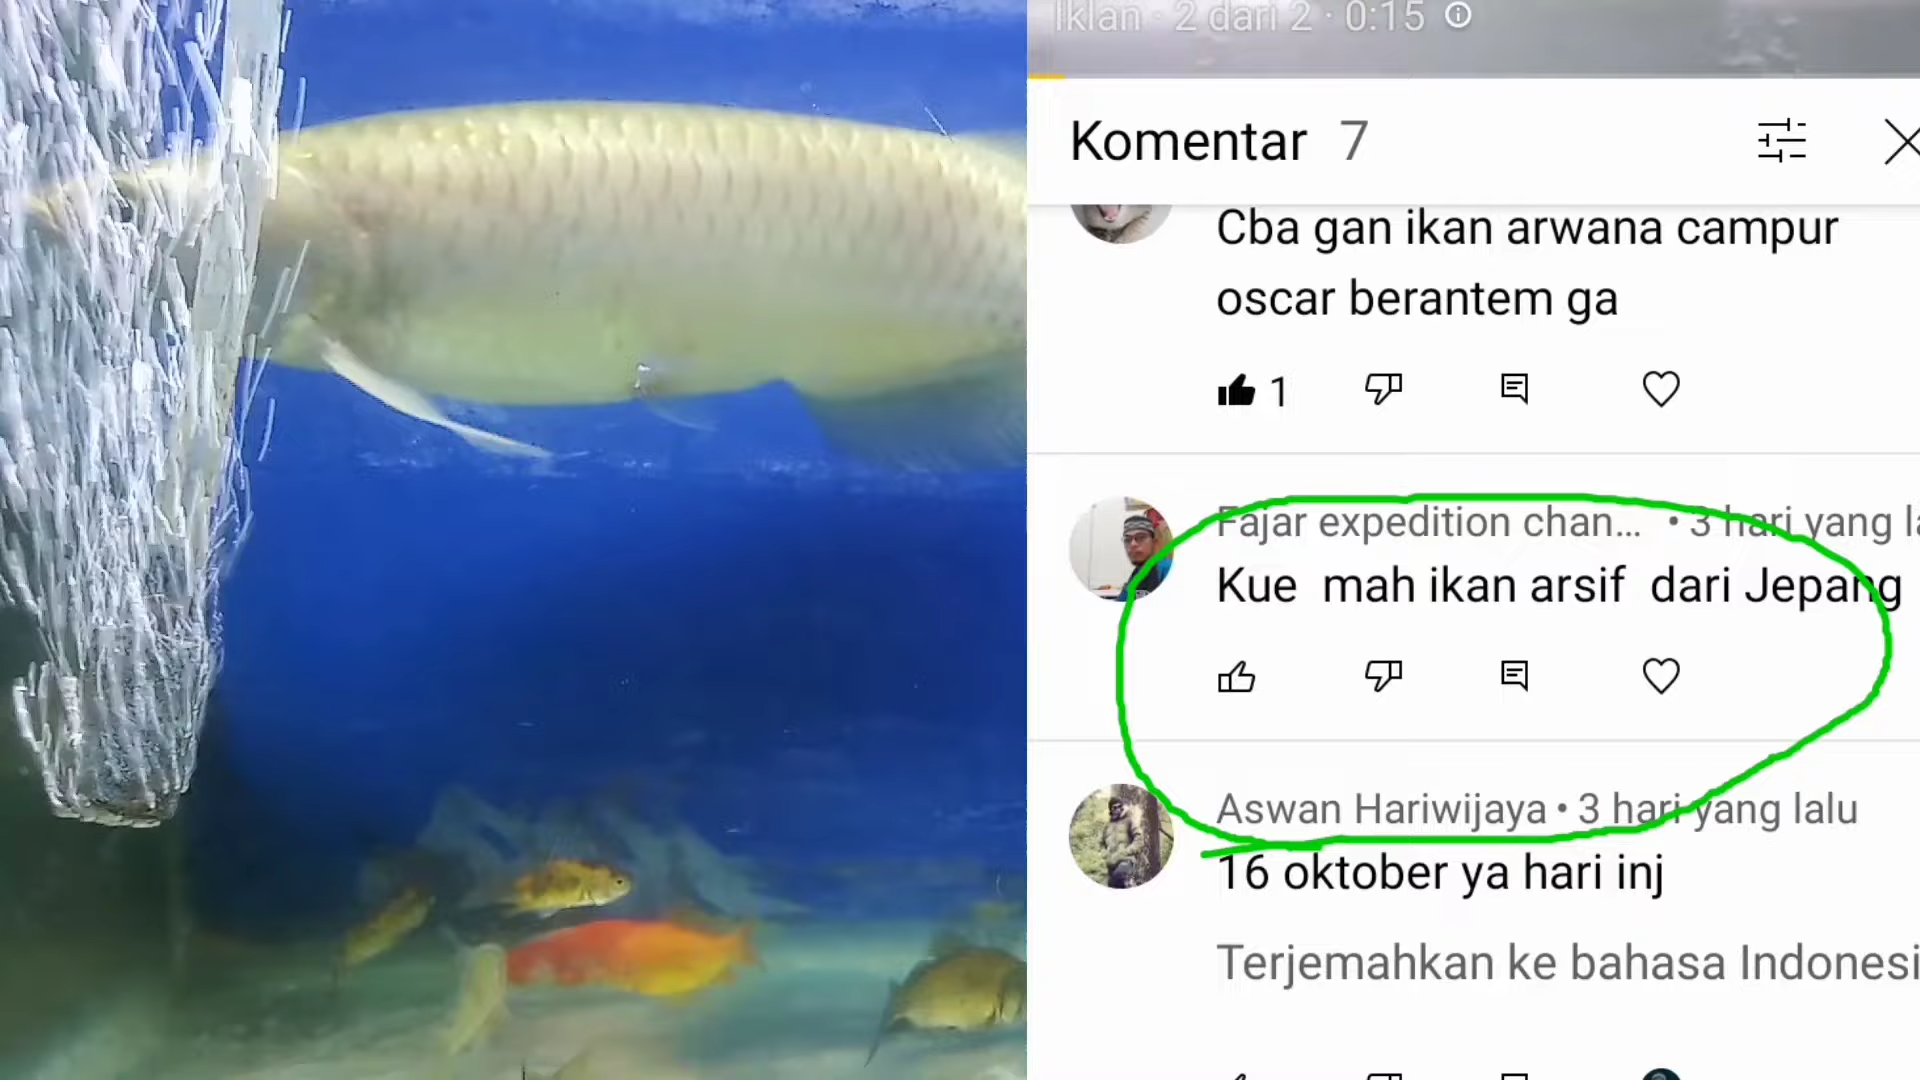 Iklan · 2 dari 2 · 0:15
Komentar 7
Cba gan ikan arwana campur
oscar berantem ga
1
Fajar expedition chan... • 3 hari yang la
Kue mah ikan arsif dari Jepang
Aswan Hariwijaya • 3 hari yang lalu
16 oktober ya hari inj
Terjemahkan ke bahasa Indonesi